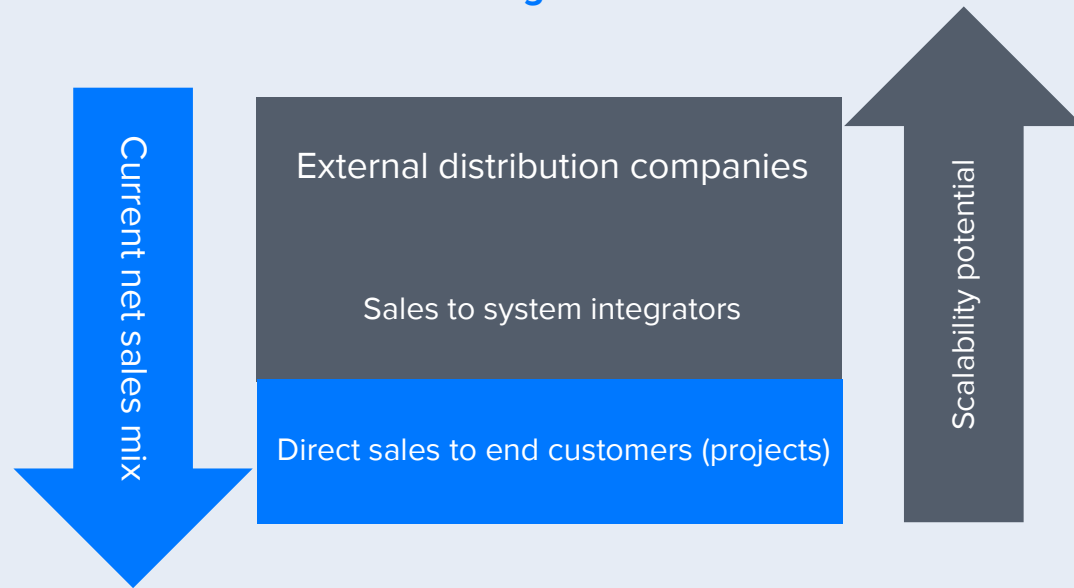 Current net sales mix
External distribution companies
Sales to system integrators
Direct sales to end customers (projects)
Scalability potential